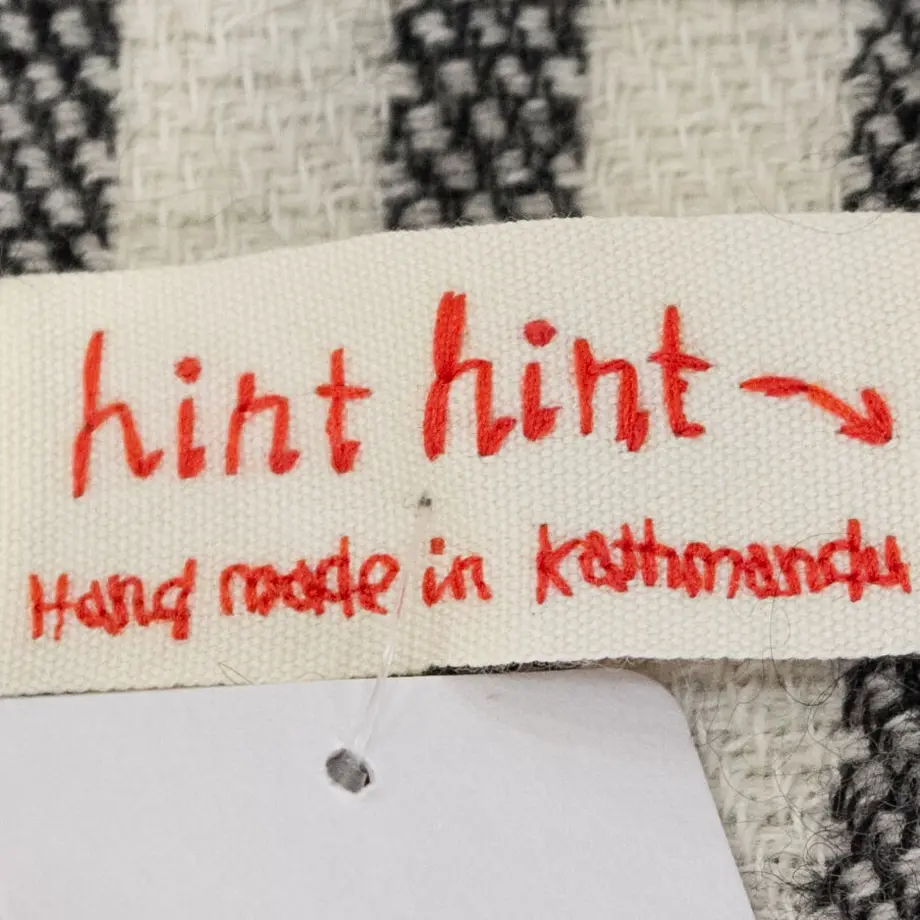 hint hint →
Hand made in Kathmandu